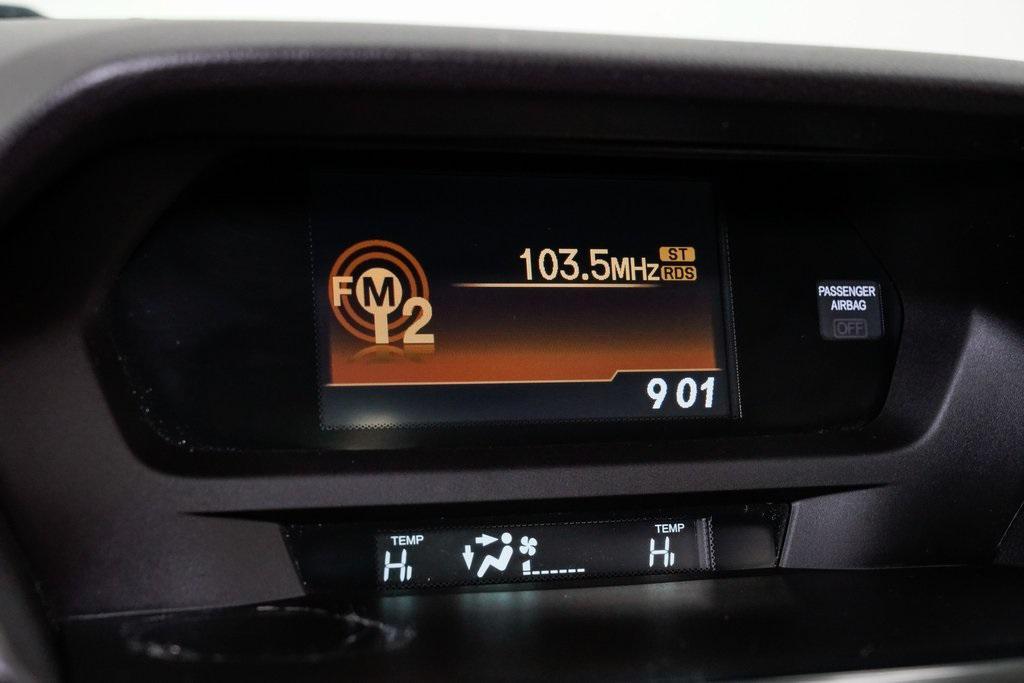 FM 2
103.5MHz ST
RDS
PASSENGER
AIRBAG
OFF
9 01
TEMP
Hi
TEMP
Hi